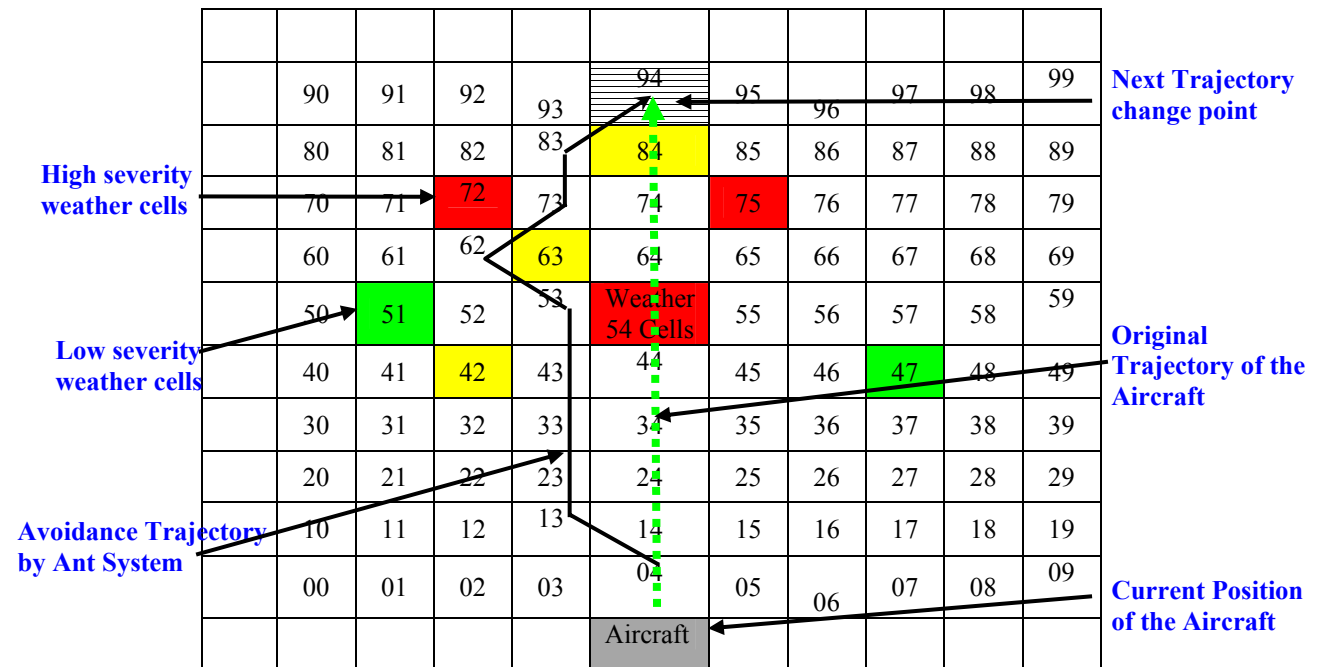 90 91 92 93 94 95 96 97 98 99
Next Trajectory
change point
80 81 82 83 84 85 86 87 88 89
High severity
weather cells
70 71 72 73 74 75 76 77 78 79
60 61 62 63 64 65 66 67 68 69
50 51 52 53 Weather
54 Cells 55 56 57 58 59
Low severity
weather cells
Original
Trajectory of the
Aircraft
40 41 42 43 44 45 46 47 48 49
30 31 32 33 34 35 36 37 38 39
20 21 22 23 24 25 26 27 28 29
Avoidance Trajectory
by Ant System
10 11 12 13 14 15 16 17 18 19
00 01 02 03 04 05 06 07 08 09
Current Position
of the Aircraft
Aircraft